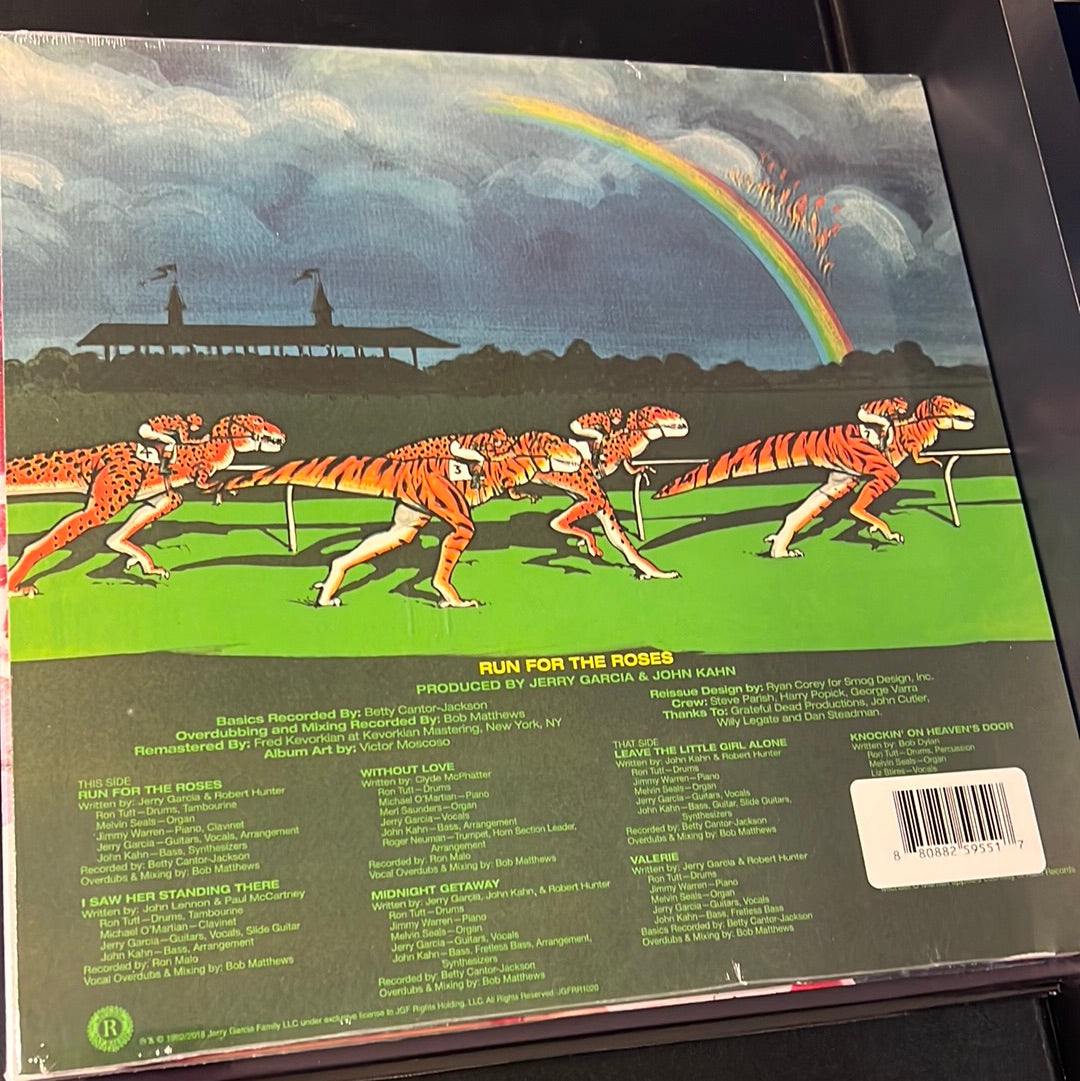 4
3
RUN FOR THE ROSES
PRODUCED BY JERRY GARCIA & JOHN KAHN
Basics Recorded By: Betty Cantor-Jackson
Overdubbing and Mixing Recorded By: Bob Matthews
Remastered By: Fred Kevorkian at Kevorkian Mastering, New York, NY
Album Art by: Victor Moscoso
Reissue Design by: Ryan Corey for Smog Design, Inc.
Crew: Steve Parish, Harry Popick, George Varra
Thanks To: Grateful Dead Productions, John Cutler,
Willy Legate and Dan Steadman.
THIS SIDE
RUN FOR THE ROSES
Written by: Jerry Garcia & Robert Hunter
Ron Tutt—Drums, Tambourine
Melvin Seals—Organ
Jimmy Warren—Piano, Clavinet
Jerry Garcia—Guitars, Vocals, Arrangement
John Kahn—Bass, Synthesizers
Recorded by: Betty Cantor-Jackson
Overdubs & Mixing by: Bob Matthews
I SAW HER STANDING THERE
Written by: John Lennon & Paul McCartney
Ron Tutt—Drums, Tambourine
Michael O'Martian—Clavinet
Jerry Garcia—Guitars, Vocals, Slide Guitar
John Kahn—Bass, Arrangement
Recorded by: Ron Malo
Vocal Overdubs & Mixing by: Bob Matthews
WITHOUT LOVE
Written by: Clyde McPhatter
Ron Tutt—Drums
Michael O'Martian—Piano
Merl Saunders—Organ
Jerry Garcia—Vocals
John Kahn—Bass, Arrangement
Roger Neuman—Trumpet, Horn Section Leader,
Arrangement
Recorded by: Ron Malo
Vocal Overdubs & Mixing by: Bob Matthews
MIDNIGHT GETAWAY
Written by: Jerry Garcia, John Kahn, & Robert Hunter
Ron Tutt—Drums
Jimmy Warren—Piano
Melvin Seals—Organ
Jerry Garcia—Guitars, Vocals
John Kahn—Bass, Fretless Bass, Arrangement,
Synthesizers
Recorded by: Betty Cantor-Jackson
Overdubs & Mixing by: Bob Matthews
THAT SIDE
LEAVE THE LITTLE GIRL ALONE
Written by: John Kahn & Robert Hunter
Ron Tutt—Drums
Jimmy Warren—Piano
Melvin Seals—Organ
Jerry Garcia—Guitars, Vocals
John Kahn—Bass, Guitar, Slide Guitar,
Synthesizers
Recorded by: Betty Cantor-Jackson
Overdubs & Mixing by: Bob Matthews
VALERIE
Written by: Jerry Garcia & Robert Hunter
Ron Tutt—Drums
Jimmy Warren—Piano
Melvin Seals—Organ
Jerry Garcia—Guitars, Vocals
John Kahn—Bass, Fretless Bass
Basics Recorded by: Betty Cantor-Jackson
Overdubs & Mixing by: Bob Matthews
KNOCKIN' ON HEAVEN'S DOOR
Written by: Bob Dylan
Ron Tutt—Drums, Percussion
Melvin Seals—Organ
Liz Stires—Vocals
8 80882 59551 7
Records
R
℗ & © 1982/2018 Jerry Garcia Family LLC under exclusive license to JGF Rights Holding, LLC. All Rights Reserved. JGFRR1020